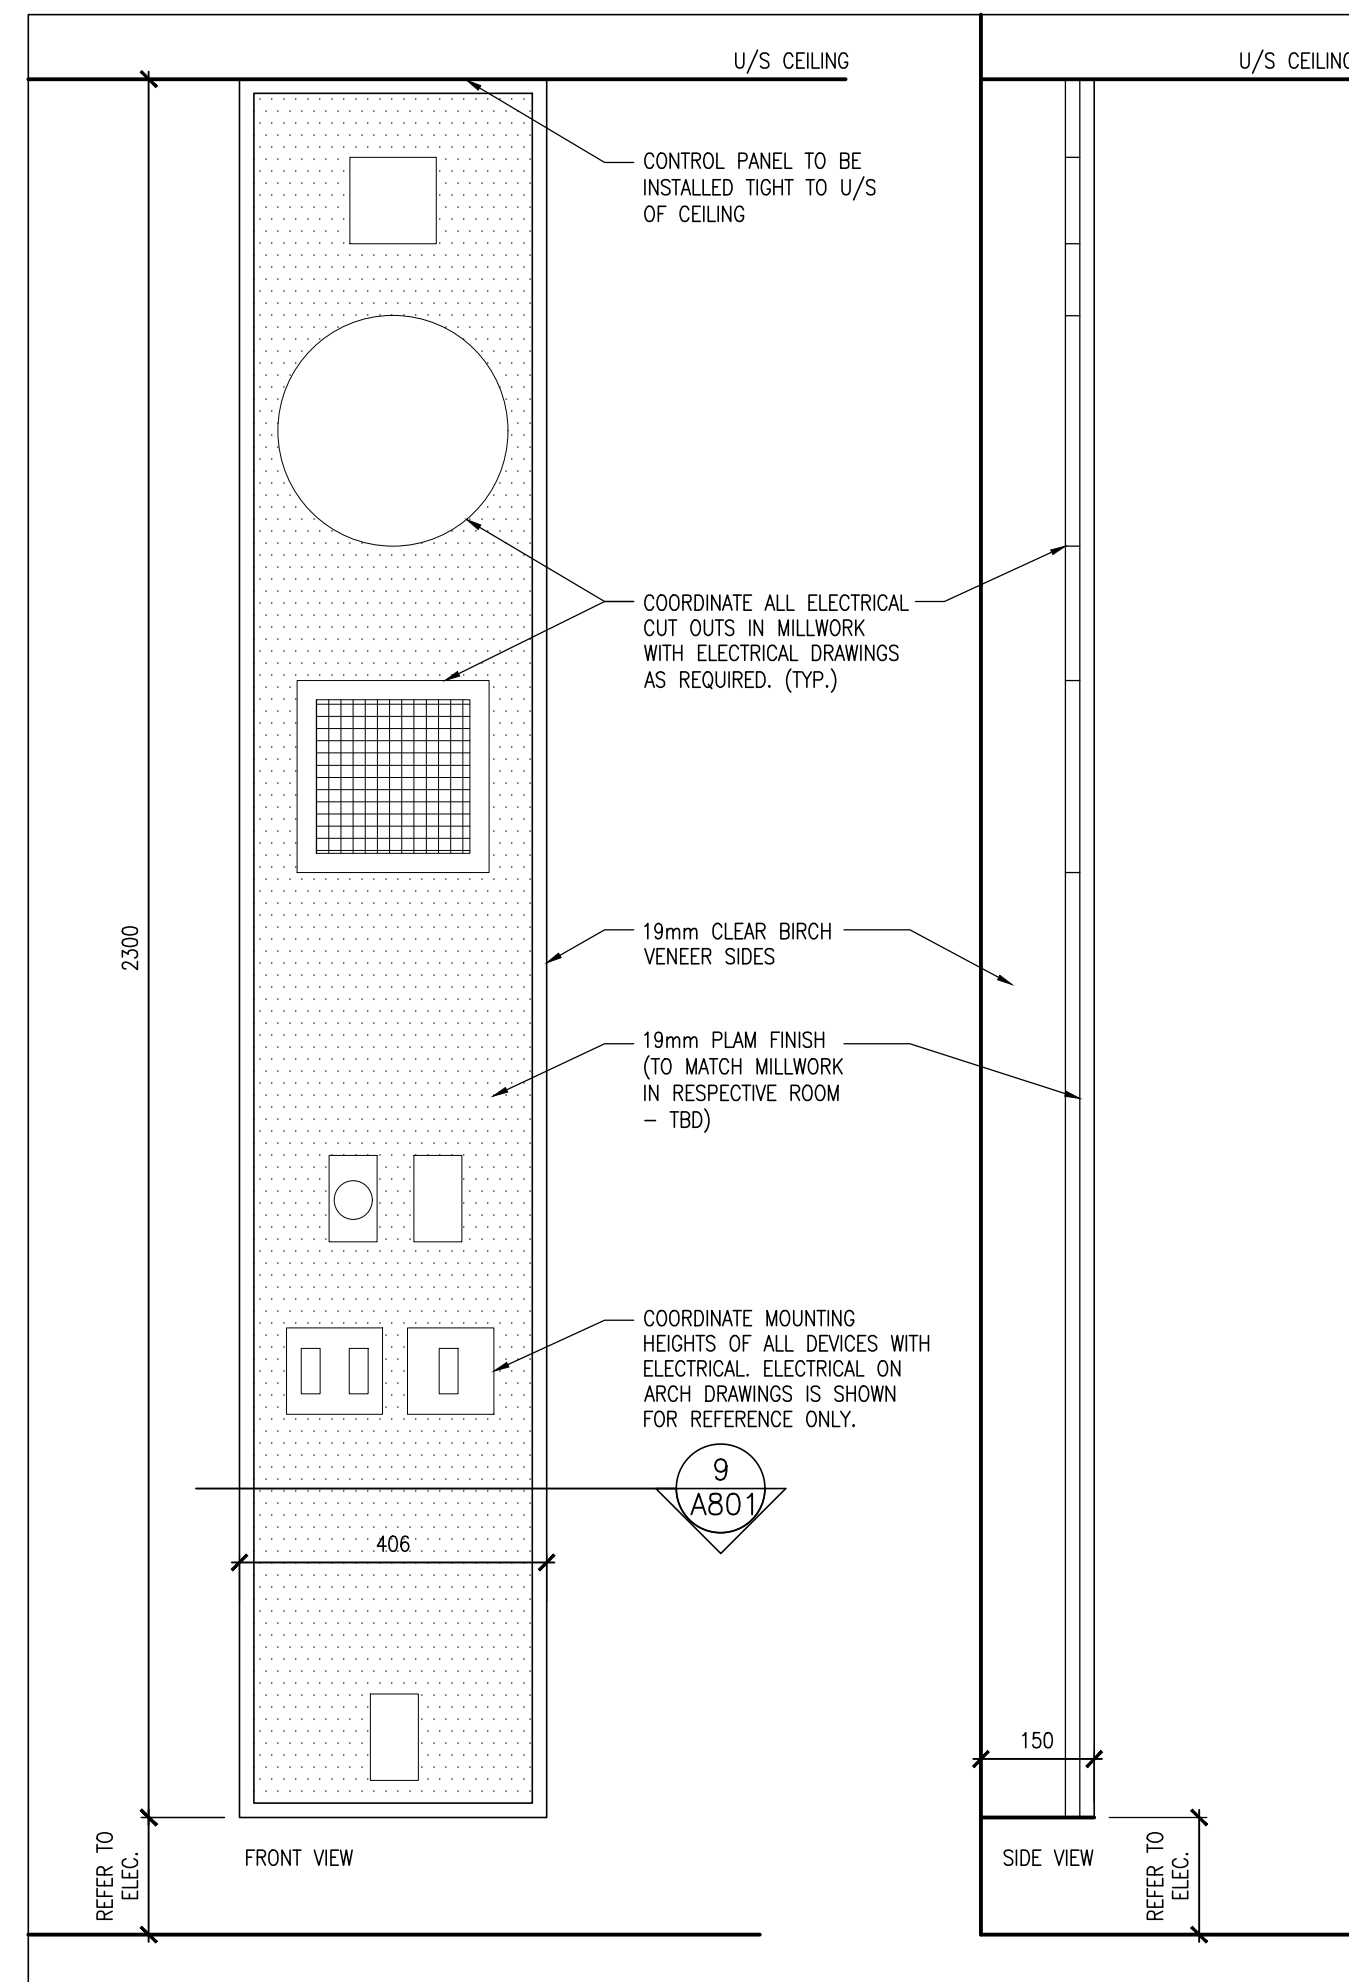 U/S CEILING
U/S CEILING
CONTROL PANEL TO BE
INSTALLED TIGHT TO U/S
OF CEILING
COORDINATE ALL ELECTRICAL
CUT OUTS IN MILLWORK
WITH ELECTRICAL DRAWINGS
AS REQUIRED. (TYP.)
2300
19mm CLEAR BIRCH
VENEER SIDES
19mm PLAM FINISH
(TO MATCH MILLWORK
IN RESPECTIVE ROOM
– TBD)
COORDINATE MOUNTING
HEIGHTS OF ALL DEVICES WITH
ELECTRICAL. ELECTRICAL ON
ARCH DRAWINGS IS SHOWN
FOR REFERENCE ONLY.
9
A801
406
150
REFER TO
ELEC.
FRONT VIEW
SIDE VIEW
REFER TO
ELEC.